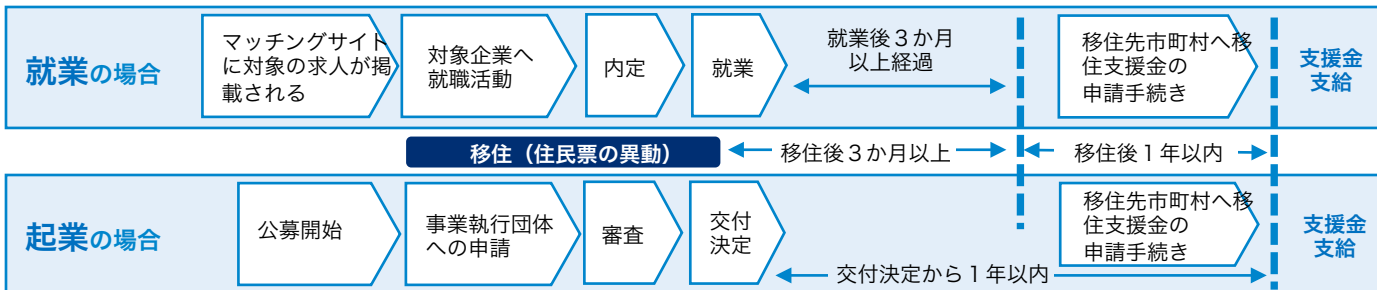 就業の場合
マッチングサイト
に対象の求人が掲
載される
対象企業へ
就職活動
内定
就業
就業後３か月
以上経過
移住先市町村へ移
住支援金の
申請手続き
支援金
支給
移住（住民票の異動）
移住後３か月以上
移住後１年以内
起業の場合
公募開始
事業執行団体
への申請
審査
交付
決定
交付決定から１年以内
移住先市町村へ移
住支援金の
申請手続き
支援金
支給